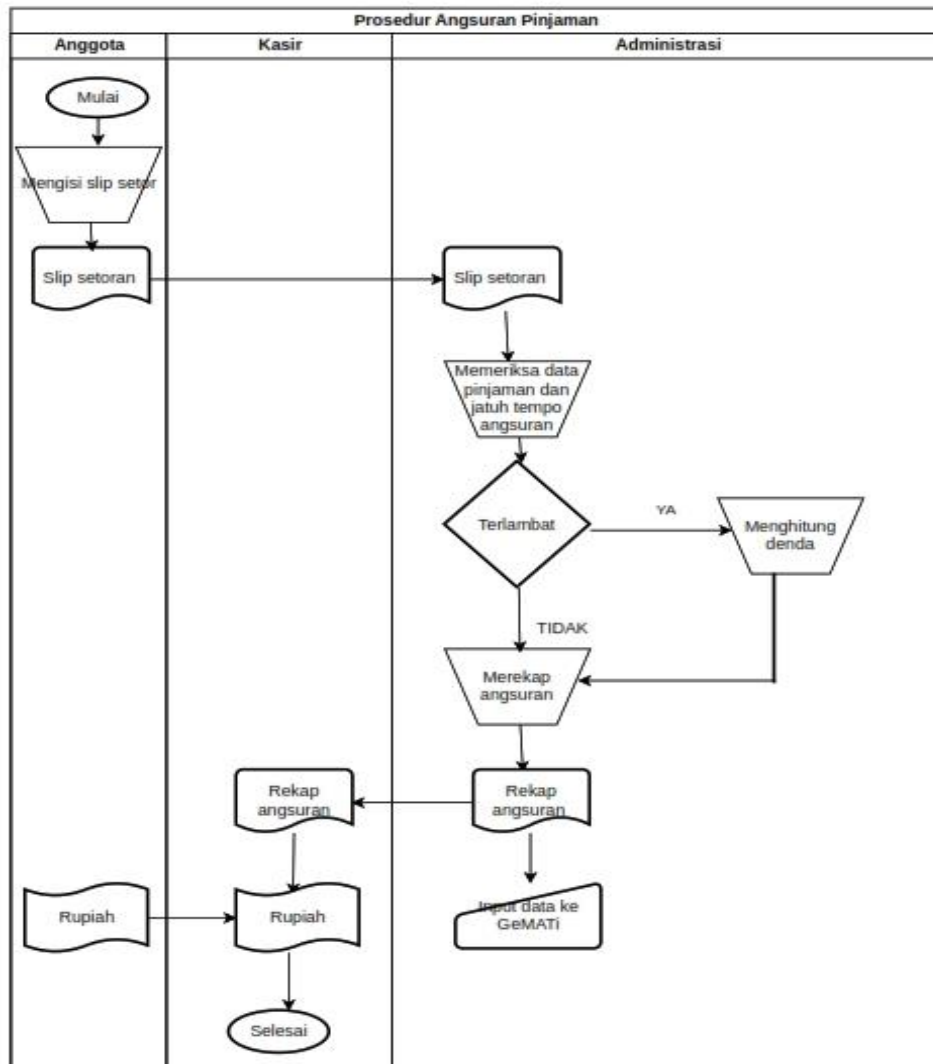 Prosedur Angsuran Pinjaman
Anggota
Kasir
Administrasi
Mulai
Mengisi slip setor
Slip setoran
Slip setoran
Memeriksa data
pinjaman dan
jatuh tempo
angsuran
Terlambat
YA
Menghitung
denda
TIDAK
Merekap
angsuran
Rekap
angsuran
Rekap
angsuran
Rupiah
Rupiah
Input data ke
GeMATi
Selesai